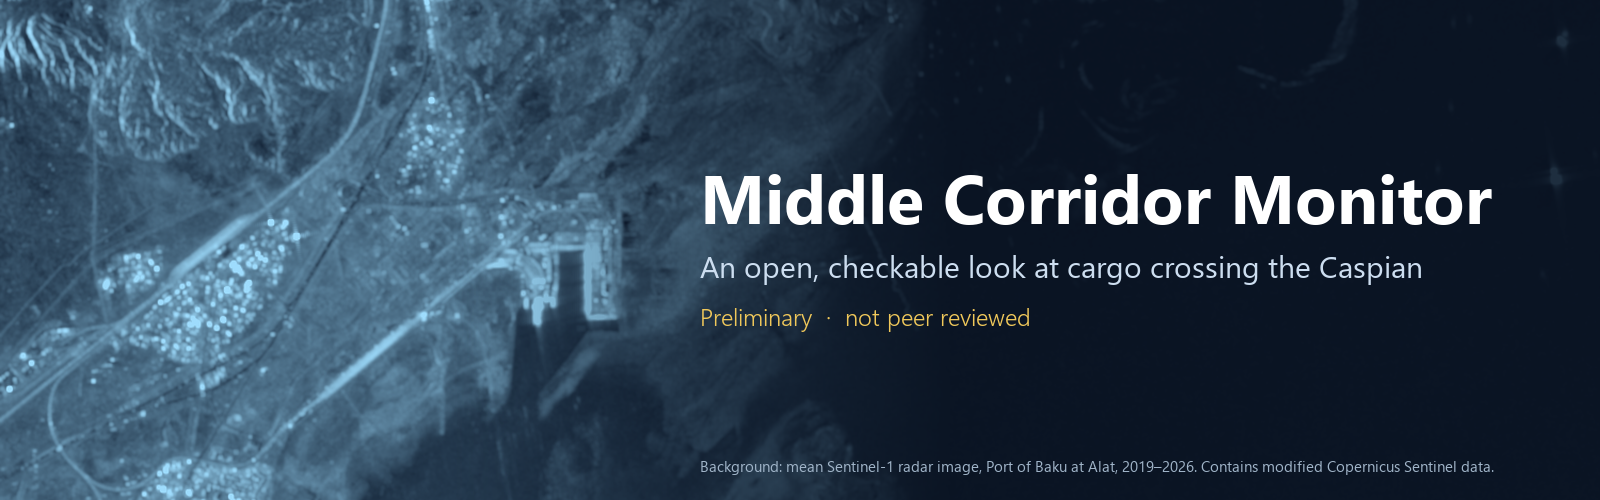 Middle Corridor Monitor
An open, checkable look at cargo crossing the Caspian
Preliminary · not peer reviewed
Background: mean Sentinel-1 radar image, Port of Baku at Alat, 2019–2026. Contains modified Copernicus Sentinel data.